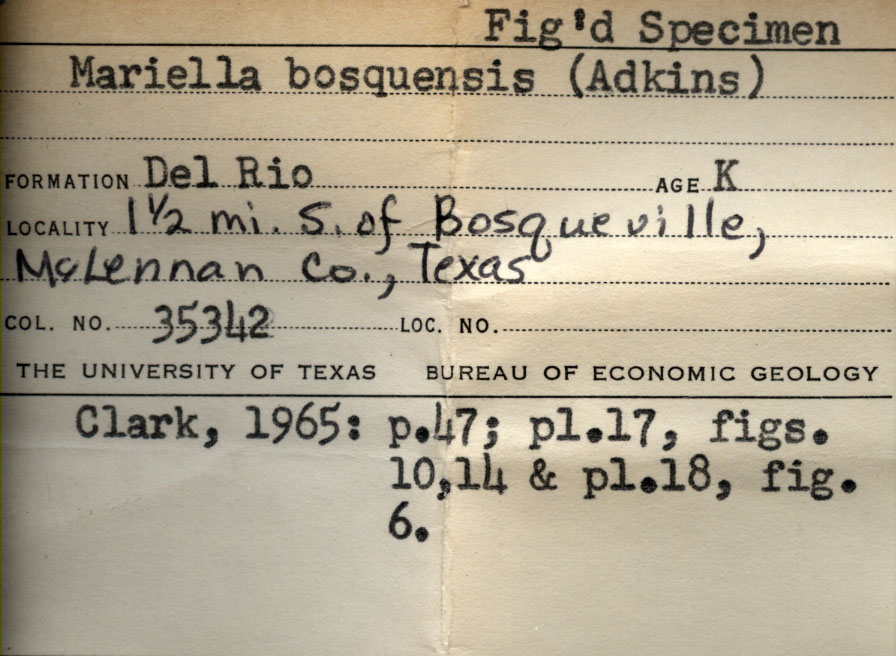 Fig'd Specimen
Mariella bosquensis (Adkins)
FORMATION Del Rio AGE K
LOCALITY 1½ mi. S. of Bosqueville,
McLennan Co., Texas
COL. NO. 35342 LOC. NO.
THE UNIVERSITY OF TEXAS BUREAU OF ECONOMIC GEOLOGY
Clark, 1965: p.47; pl.17, figs.
10,14 & pl.18, fig.
6.